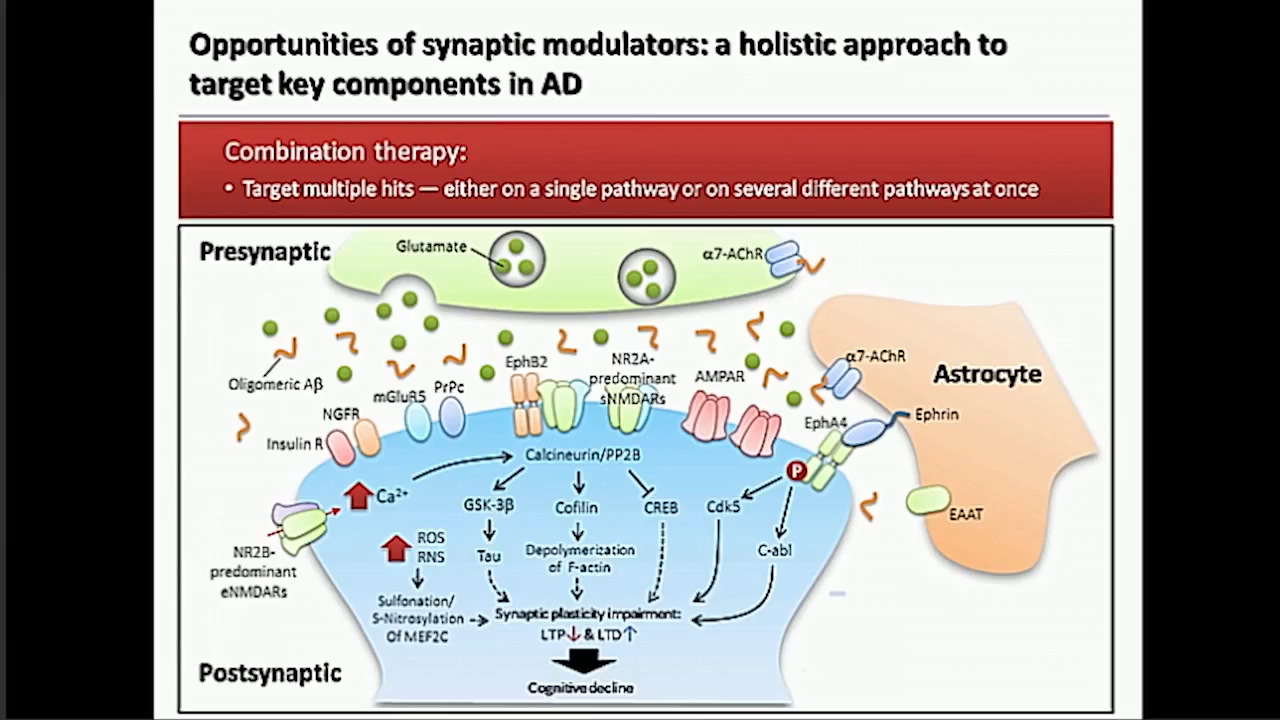 Opportunities of synaptic modulators: a holistic approach to
target key components in AD
Combination therapy:
• Target multiple hits — either on a single pathway or on several different pathways at once
Presynaptic
Glutamate
α7-AChR
Oligomeric Aβ
EphB2
NR2A-
predominant
sNMDARs
AMPAR
α7-AChR
Astrocyte
mGluR5
PrPc
NGFR
Insulin R
EphA4
Ephrin
Calcineurin/PP2B
P
Ca²⁺
GSK-3β
Cofilin
CREB
Cdk5
EAAT
NR2B-
predominant
eNMDARs
ROS
RNS
Tau
Depolymerization
of F-actin
C-abl
Sulfonation/
S-Nitrosylation
Of MEF2C
Synaptic plasticity impairment:
LTP↓ & LTD↑
Cognitive decline
Postsynaptic